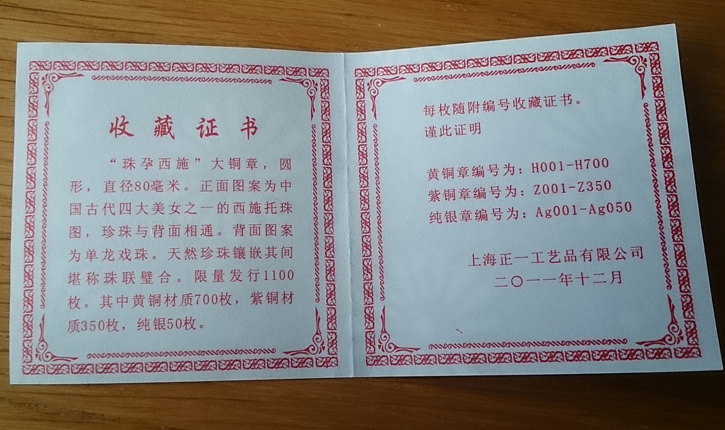 收藏证书
“珠孕西施”大铜章，圆
形，直径80毫米。正面图案为中
国古代四大美女之一的西施托珠
图，珍珠与背面相通。背面图案
为单龙戏珠。天然珍珠镶嵌其间
堪称珠联璧合。限量发行1100
枚。其中黄铜材质700枚，紫铜材
质350枚，纯银50枚。
每枚随附编号收藏证书。
谨此证明
黄铜章编号为：H001-H700
紫铜章编号为：Z001-Z350
纯银章编号为：Ag001-Ag050
上海正一工艺品有限公司
二〇一一年十二月